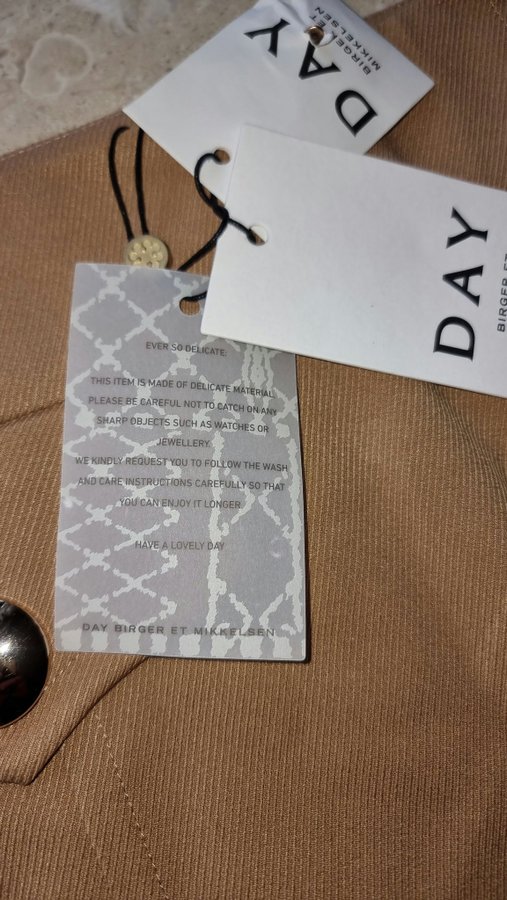 DAY
BIRGER ET
MIKKELSEN
DAY
BIRGER ET
EVER SO DELICATE:
THIS ITEM IS MADE OF DELICATE MATERIAL
PLEASE BE CAREFUL NOT TO CATCH ON ANY
SHARP OBJECTS SUCH AS WATCHES OR
JEWELLERY.
WE KINDLY REQUEST YOU TO FOLLOW THE WASH
AND CARE INSTRUCTIONS CAREFULLY SO THAT
YOU CAN ENJOY IT LONGER
HAVE A LOVELY DAY
DAY BIRGER ET MIKKELSEN